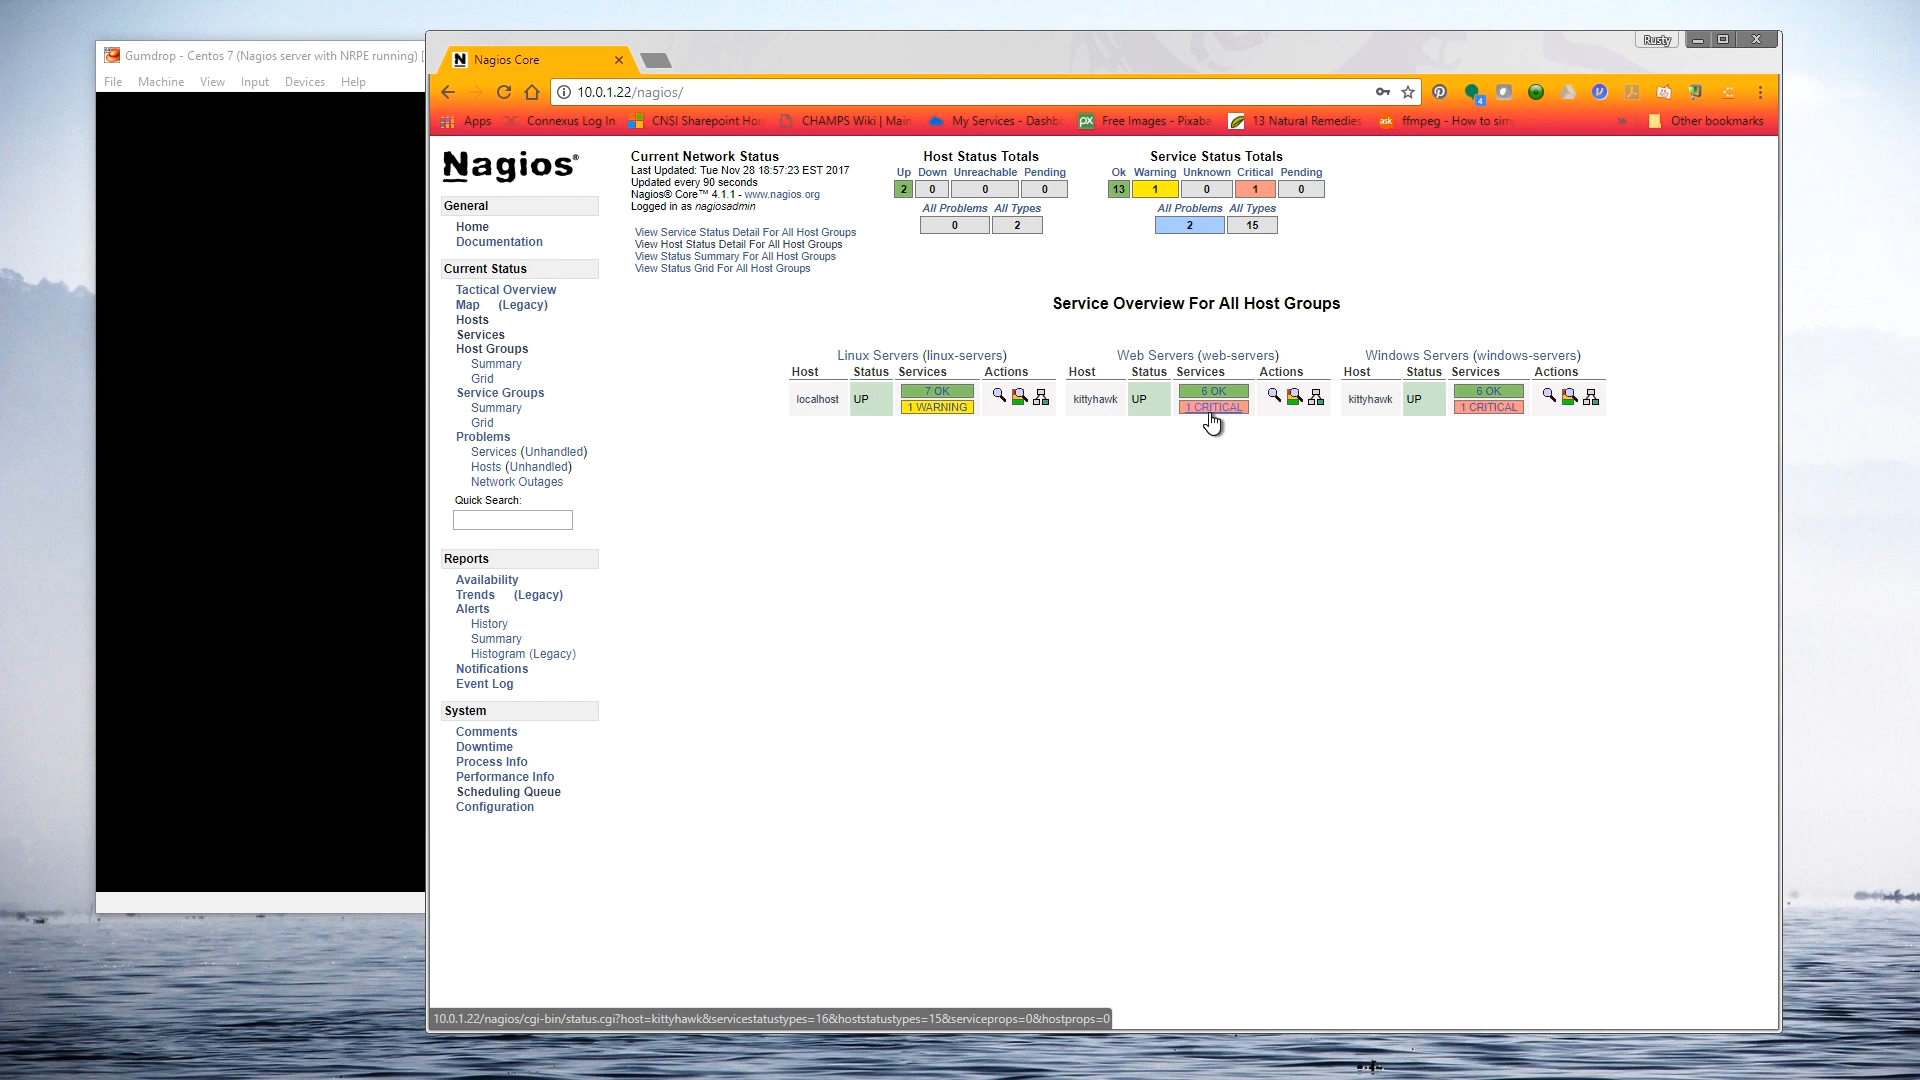 Gumdrop - Centos 7 (Nagios server with NRPE running) [
File Machine View Input Devices Help
Rusty
Nagios Core
10.0.1.22/nagios/
4
Apps Connexus Log In CNSI Sharepoint Hom CHAMPS Wiki | Main My Services - Dashbo px Free Images - Pixaba 13 Natural Remedies ask ffmpeg - How to sim » Other bookmarks
Nagios®
General
Home
Documentation
Current Status
Tactical Overview
Map (Legacy)
Hosts
Services
Host Groups
Summary
Grid
Service Groups
Summary
Grid
Problems
Services (Unhandled)
Hosts (Unhandled)
Network Outages
Quick Search:
Reports
Availability
Trends (Legacy)
Alerts
History
Summary
Histogram (Legacy)
Notifications
Event Log
System
Comments
Downtime
Process Info
Performance Info
Scheduling Queue
Configuration
Current Network Status
Last Updated: Tue Nov 28 18:57:23 EST 2017
Updated every 90 seconds
Nagios® Core™ 4.1.1 - www.nagios.org
Logged in as nagiosadmin
View Service Status Detail For All Host Groups
View Host Status Detail For All Host Groups
View Status Summary For All Host Groups
View Status Grid For All Host Groups
Host Status Totals
Up Down Unreachable Pending
2 0 0 0
All Problems All Types
0 2
Service Status Totals
Ok Warning Unknown Critical Pending
13 1 0 1 0
All Problems All Types
2 15
Service Overview For All Host Groups
Linux Servers (linux-servers)
Host Status Services Actions
localhost UP 7 OK
1 WARNING
Web Servers (web-servers)
Host Status Services Actions
kittyhawk UP 6 OK
1 CRITICAL
Windows Servers (windows-servers)
Host Status Services Actions
kittyhawk UP 6 OK
1 CRITICAL
10.0.1.22/nagios/cgi-bin/status.cgi?host=kittyhawk&servicestatustypes=16&hoststatustypes=15&serviceprops=0&hostprops=0